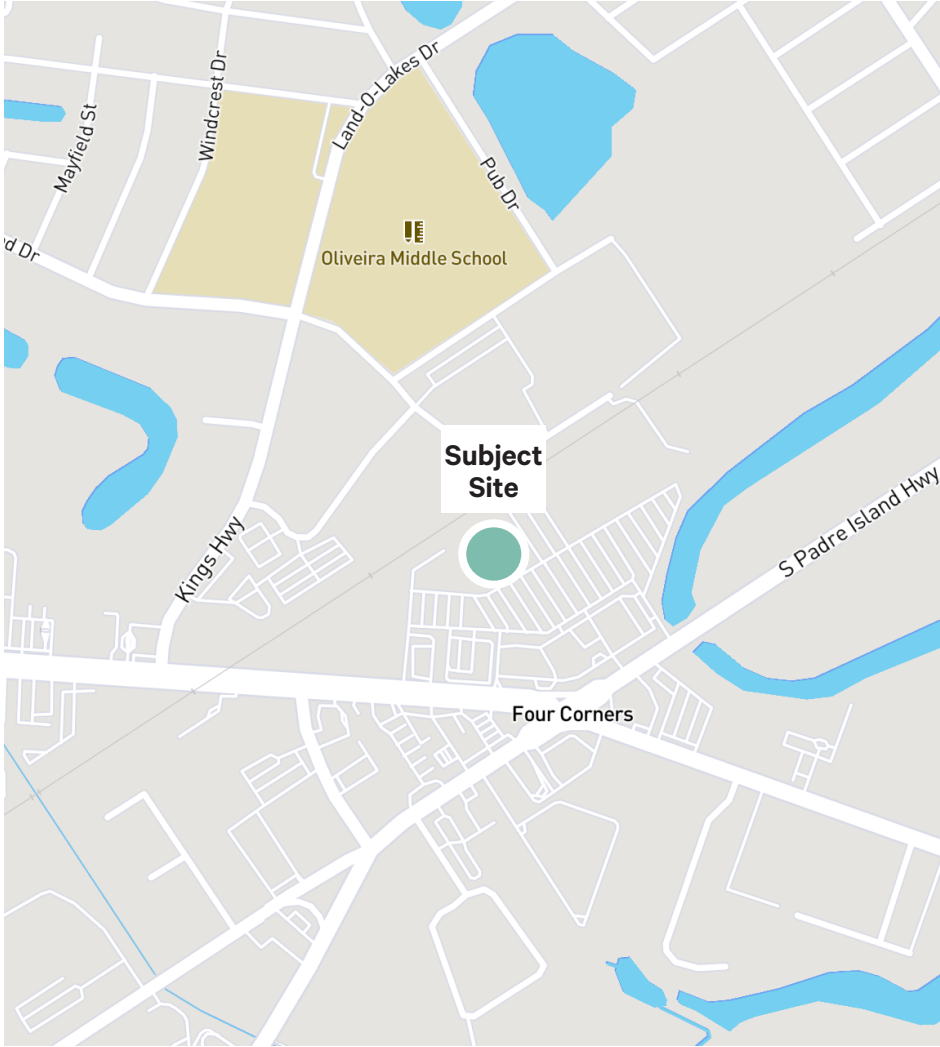 Land-O-Lakes Dr
Windcrest Dr
Mayfield St
Pub Dr
d Dr
Oliveira Middle School
Subject
Site
S Padre Island Hwy
Kings Hwy
Four Corners